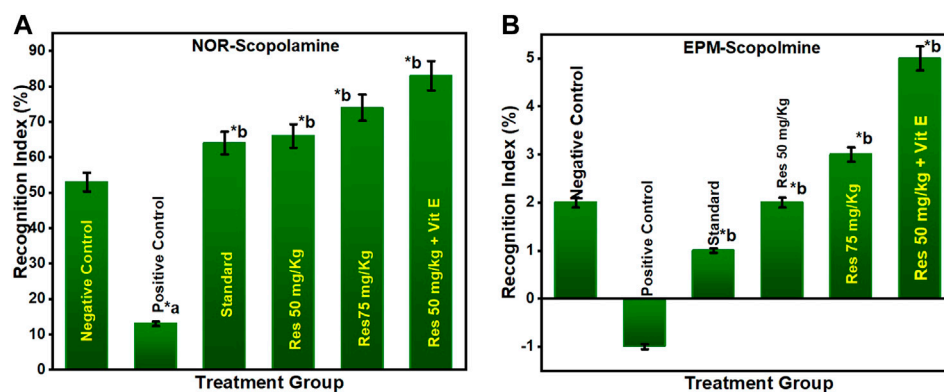 A
NOR-Scopolamine
Recognition Index (%)
90
80
70
60
50
40
30
20
10
0
Negative Control
Positive Control
*a
Standard
*b
Res 50 mg/Kg
*b
Res75 mg/Kg
*b
Res 50 mg/kg + Vit E
*b
Treatment Group
B
EPM-Scopolmine
Recognition Index (%)
5
4
3
2
1
0
-1
Negative Control
Positive Control
Standard
*b
Res 50 mg/Kg
*b
Res 75 mg/Kg
*b
Res 50 mg/kg + Vit E
*b
Treatment Group